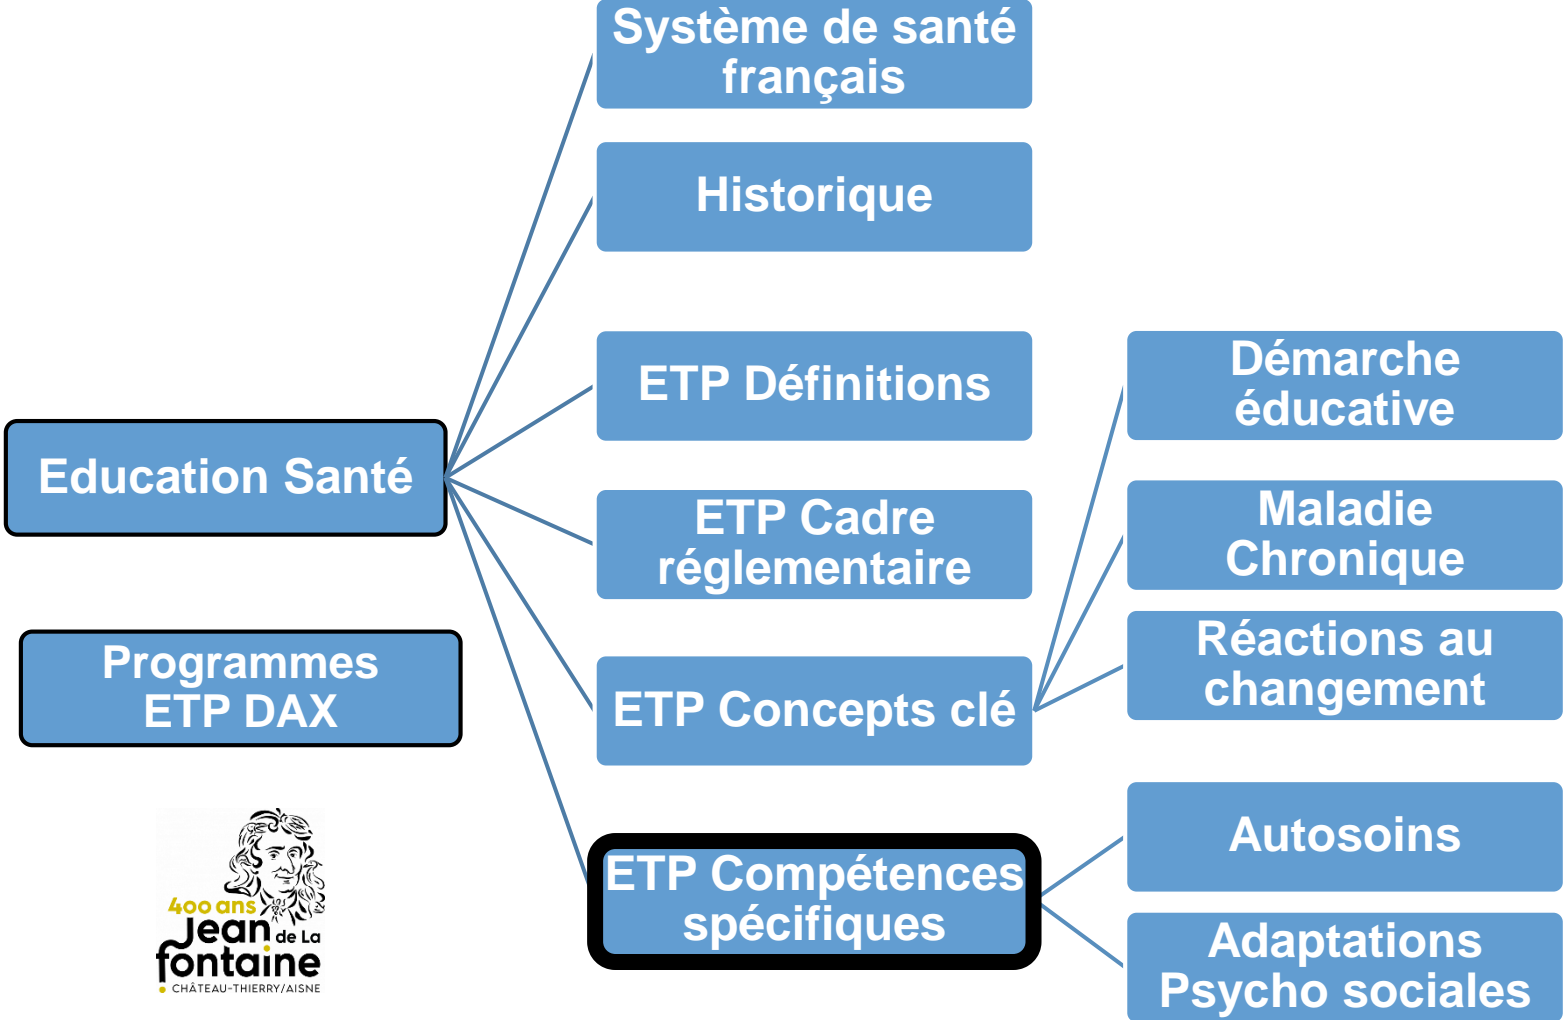 Système de santé
français
Historique
ETP Définitions
Démarche
éducative
Education Santé
ETP Cadre
réglementaire
Maladie
Chronique
Programmes
ETP DAX
ETP Concepts clé
Réactions au
changement
ETP Compétences
spécifiques
Autosoins
Adaptations
Psycho sociales
400 ans
Jean de La
fontaine
CHÂTEAU-THIERRY/AISNE